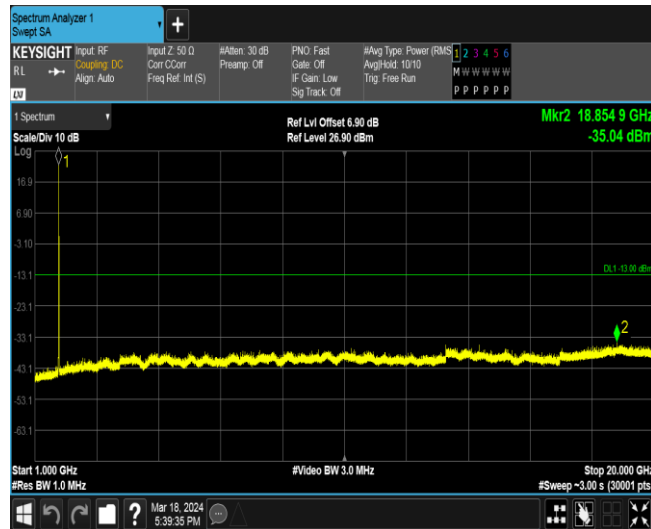 Spectrum Analyzer 1
Swept SA
+
KEYSIGHT Input: RF Input Z: 50 Ω #Atten: 30 dB PNO: Fast #Avg Type: Power (RMS 1 2 3 4 5 6
RL Coupling: DC Corr CCorr Preamp: Off Gate: Off Avg|Hold: 10/10 M W W W W W
Align: Auto Freq Ref: Int (S) IF Gain: Low Trig: Free Run
LXI Sig Track: Off P P P P P P
1 Spectrum Ref Lvl Offset 6.90 dB Mkr2 18.854 9 GHz
Scale/Div 10 dB Ref Level 26.90 dBm -35.04 dBm
Log
1
16.9
6.90
-3.10
DL1 -13.00 dBm
-13.1
-23.1
2
-33.1
-43.1
-53.1
-63.1
Start 1.000 GHz #Video BW 3.0 MHz Stop 20.000 GHz
#Res BW 1.0 MHz #Sweep ~3.00 s (30001 pts
? Mar 18, 2024
5:39:35 PM